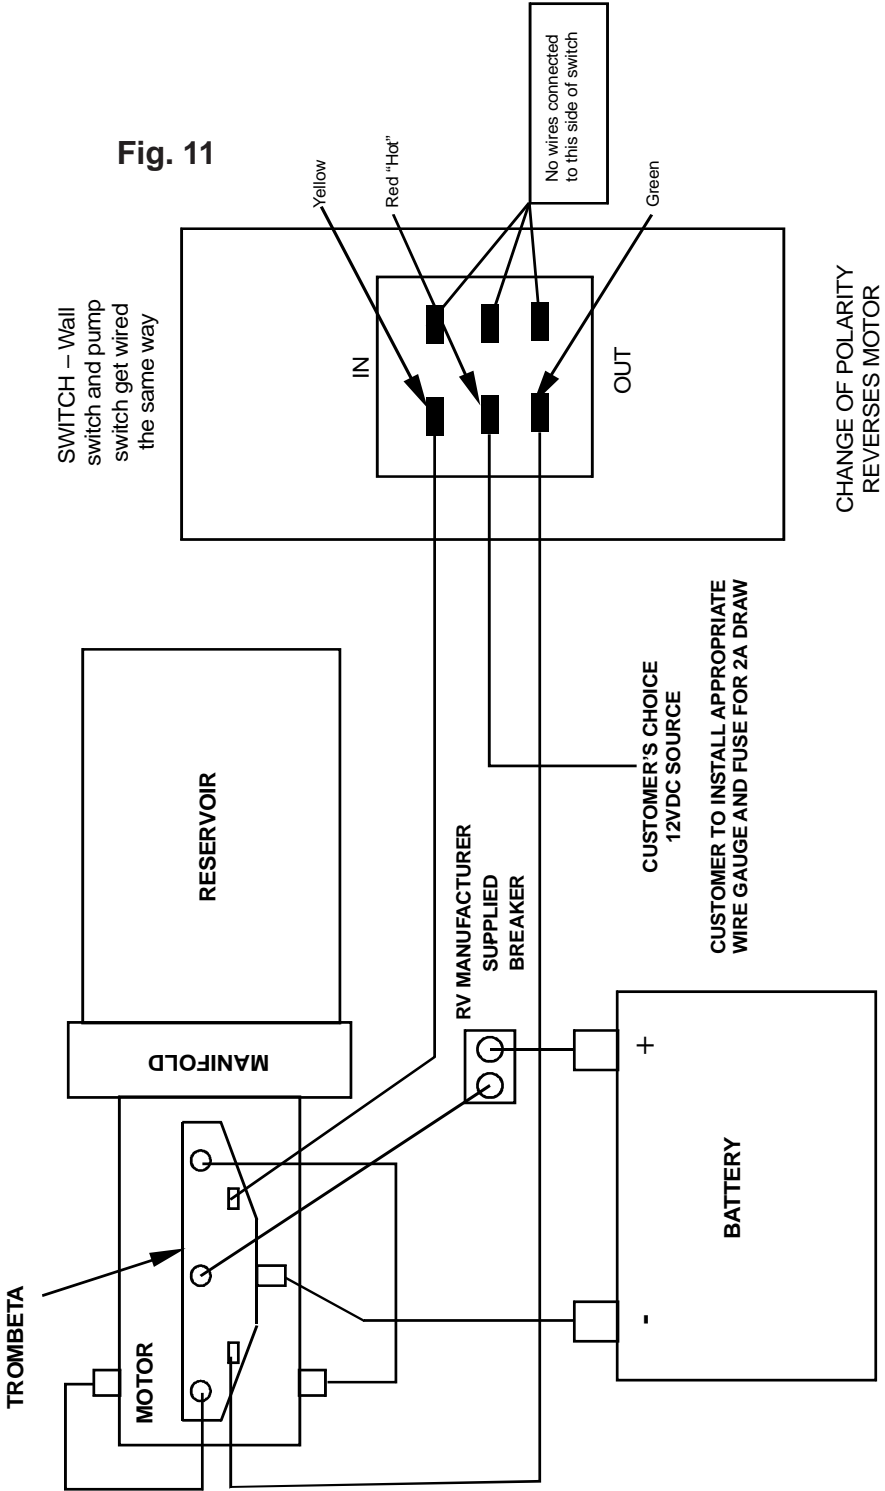 Fig. 11
SWITCH – Wall
switch and pump
switch get wired
the same way
Yellow
Red “Hot”
No wires connected
to this side of switch
Green
IN
OUT
CHANGE OF POLARITY
REVERSES MOTOR
RESERVOIR
MANIFOLD
TROMBETA
MOTOR
RV MANUFACTURER
SUPPLIED
BREAKER
CUSTOMER'S CHOICE
12VDC SOURCE
CUSTOMER TO INSTALL APPROPRIATE
WIRE GAUGE AND FUSE FOR 2A DRAW
BATTERY
+
-